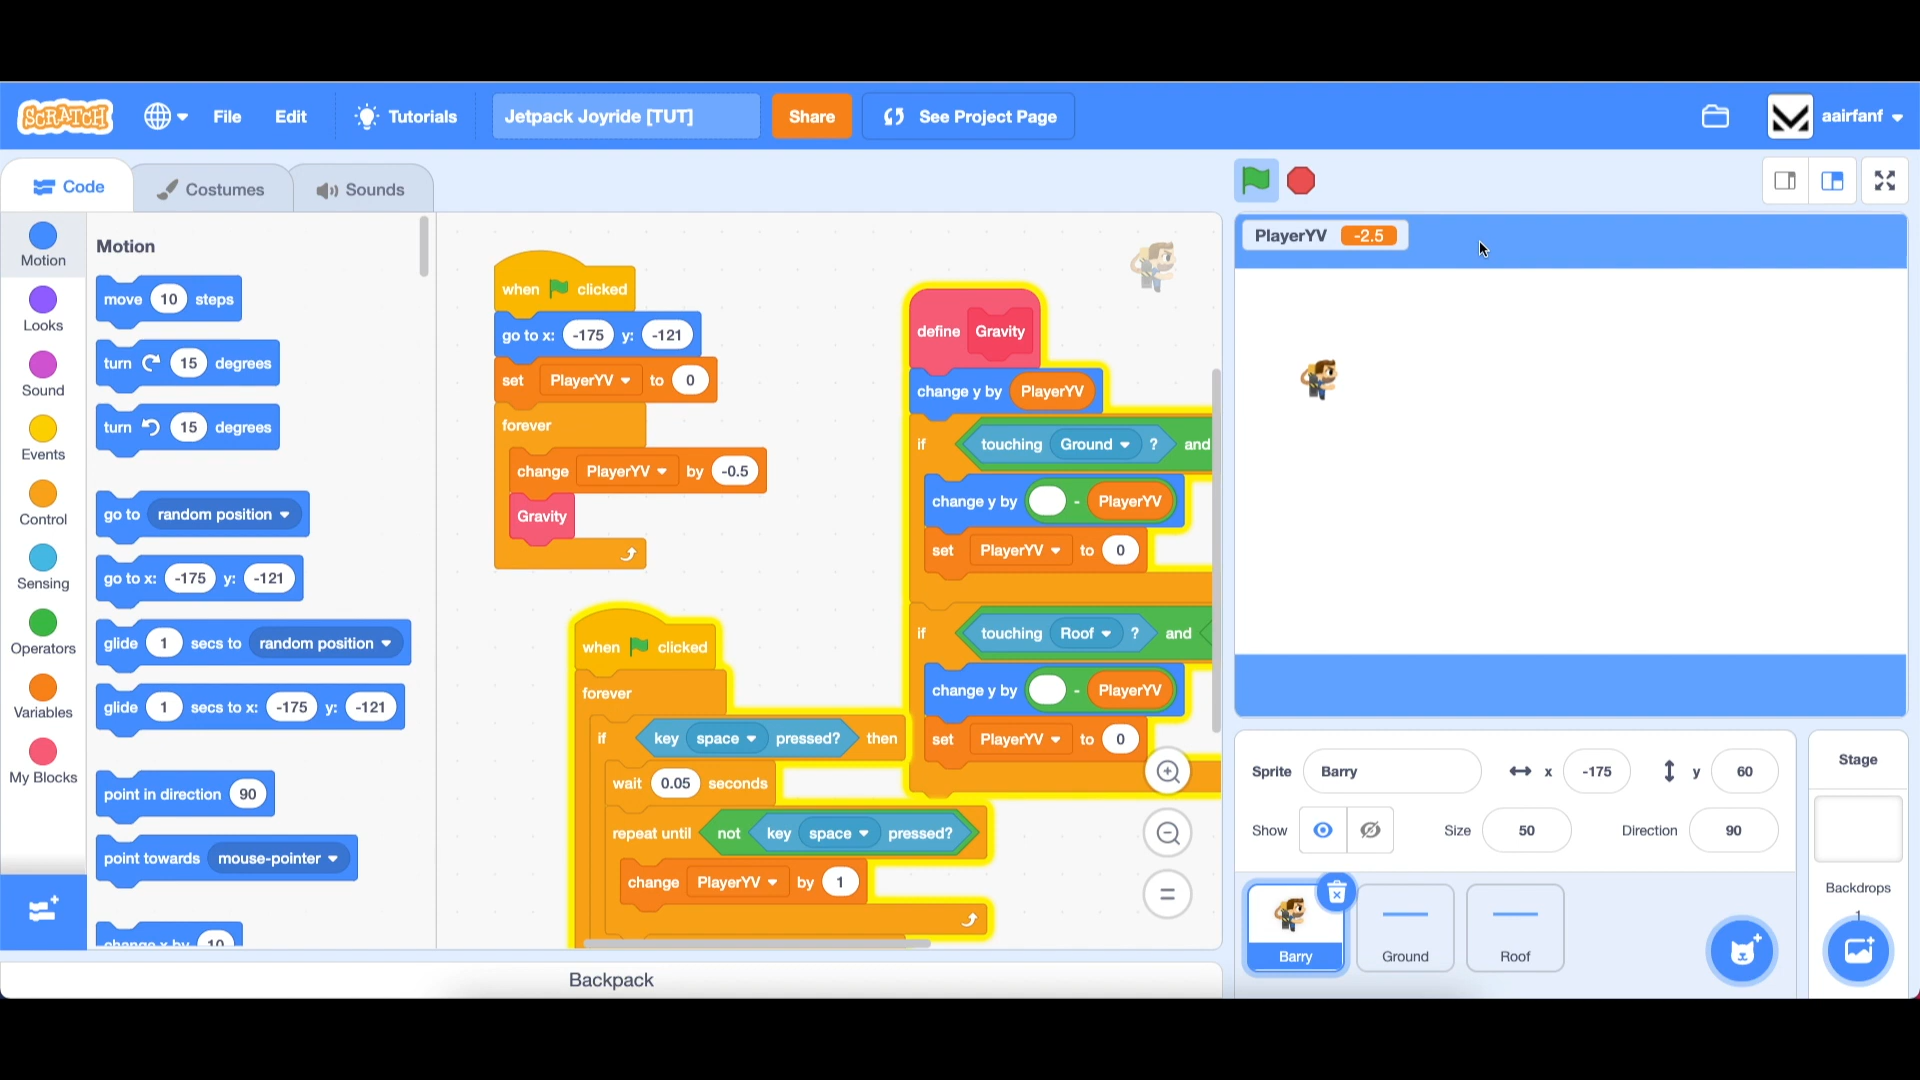 SCRATCH File Edit Tutorials Jetpack Joyride [TUT] Share See Project Page aairfanf
Code Costumes Sounds
Motion
Looks
Sound
Events
Control
Sensing
Operators
Variables
My Blocks
Motion
move 10 steps
turn 15 degrees
turn 15 degrees
go to random position
go to x: -175 y: -121
glide 1 secs to random position
glide 1 secs to x: -175 y: -121
point in direction 90
point towards mouse-pointer
change x by 10
when clicked
go to x: -175 y: -121
set PlayerYV to 0
forever
change PlayerYV by -0.5
Gravity
when clicked
forever
if key space pressed? then
wait 0.05 seconds
repeat until not key space pressed?
change PlayerYV by 1
define Gravity
change y by PlayerYV
if touching Ground ? and
change y by - PlayerYV
set PlayerYV to 0
if touching Roof ? and
change y by - PlayerYV
set PlayerYV to 0
Backpack
PlayerYV -2.5
Sprite Barry x -175 y 60
Show Size 50 Direction 90
Barry Ground Roof
Stage
Backdrops
1